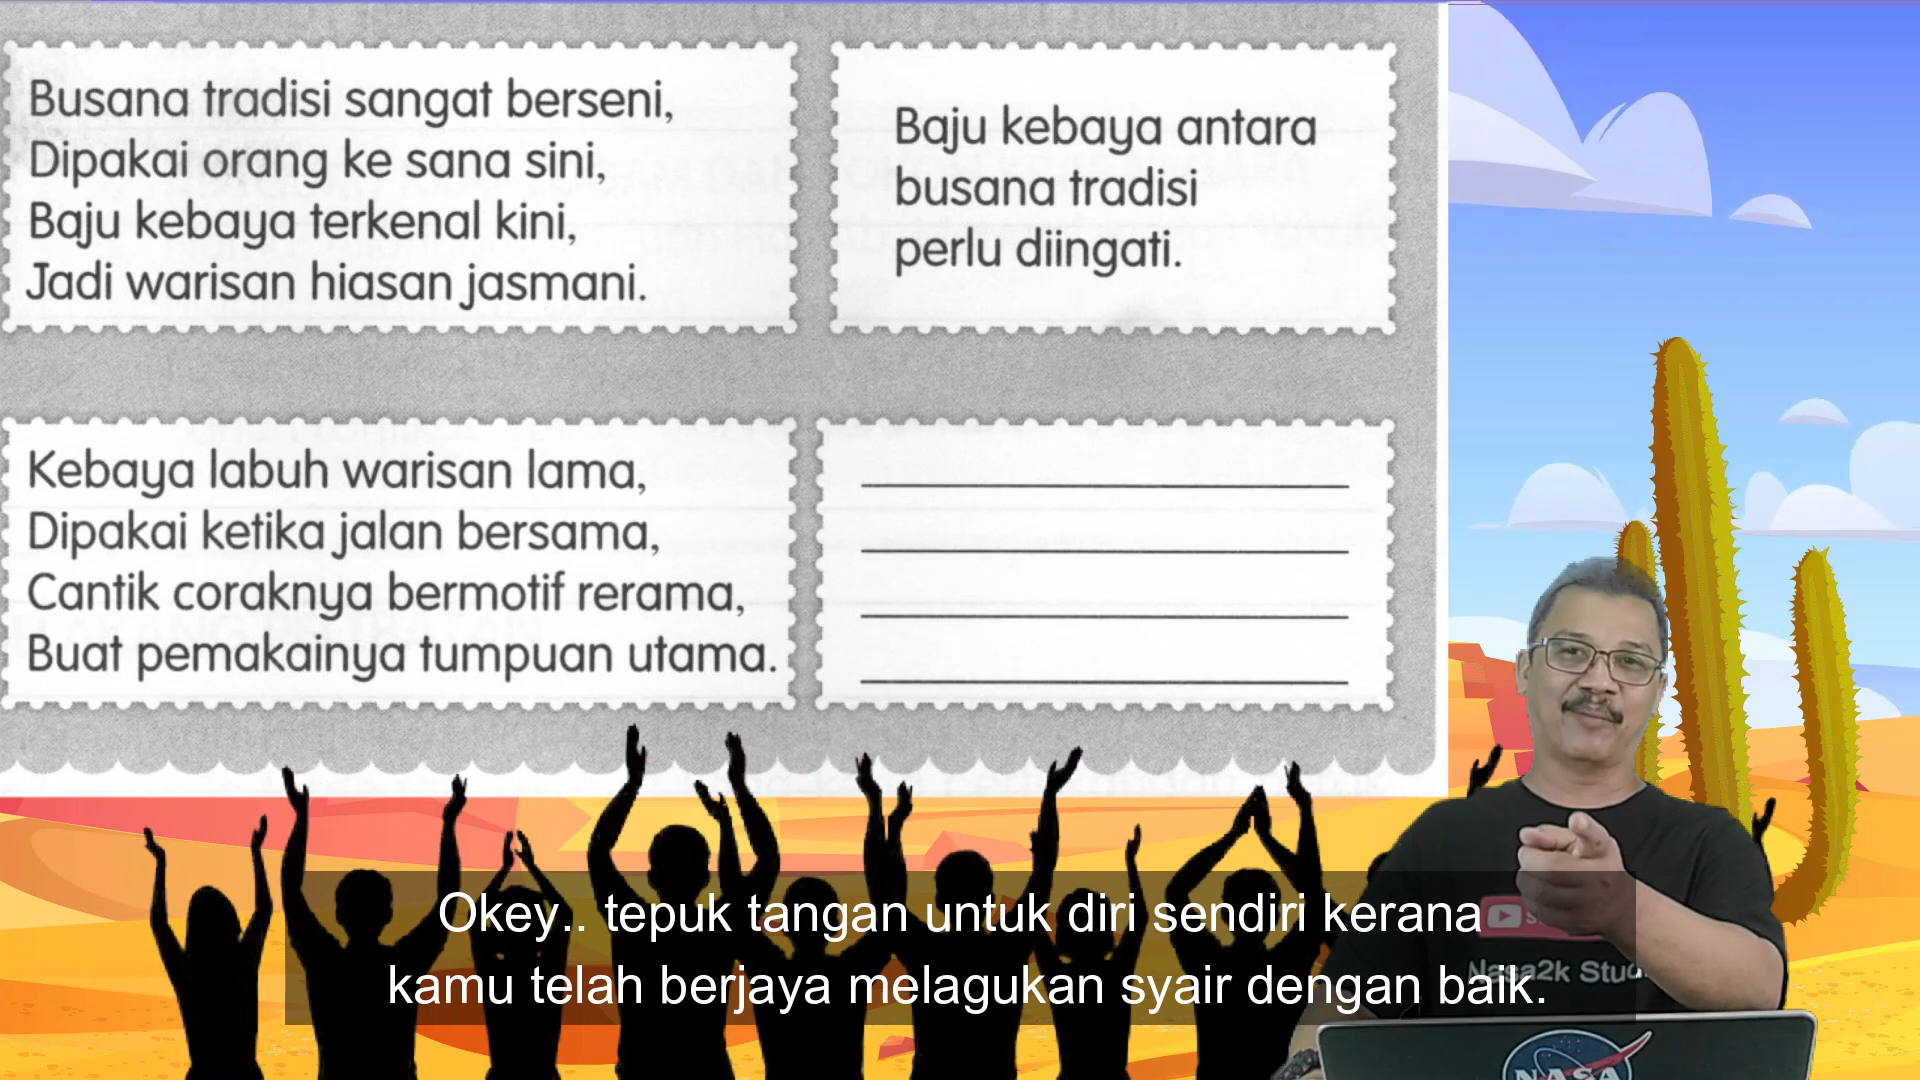 Busana tradisi sangat berseni,
Dipakai orang ke sana sini,
Baju kebaya terkenal kini,
Jadi warisan hiasan jasmani.
Baju kebaya antara
busana tradisi
perlu diingati.
Kebaya labuh warisan lama,
Dipakai ketika jalan bersama,
Cantik coraknya bermotif rerama,
Buat pemakainya tumpuan utama.
Okey.. tepuk tangan untuk diri sendiri kerana
kamu telah berjaya melagukan syair dengan baik.
Nasa2k
NASA